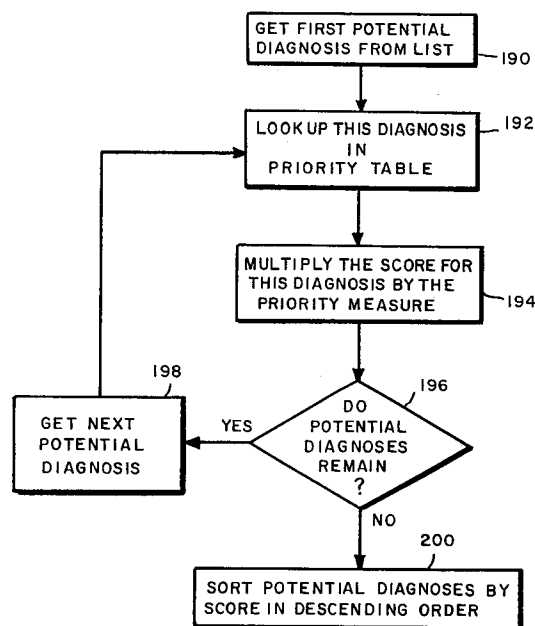 GET FIRST POTENTIAL
DIAGNOSIS FROM LIST
190
LOOK UP THIS DIAGNOSIS
IN
PRIORITY TABLE
192
MULTIPLY THE SCORE FOR
THIS DIAGNOSIS BY THE
PRIORITY MEASURE
194
196
DO
POTENTIAL
DIAGNOSES
REMAIN
?
YES
198
GET NEXT
POTENTIAL
DIAGNOSIS
NO
200
SORT POTENTIAL DIAGNOSES BY
SCORE IN DESCENDING ORDER